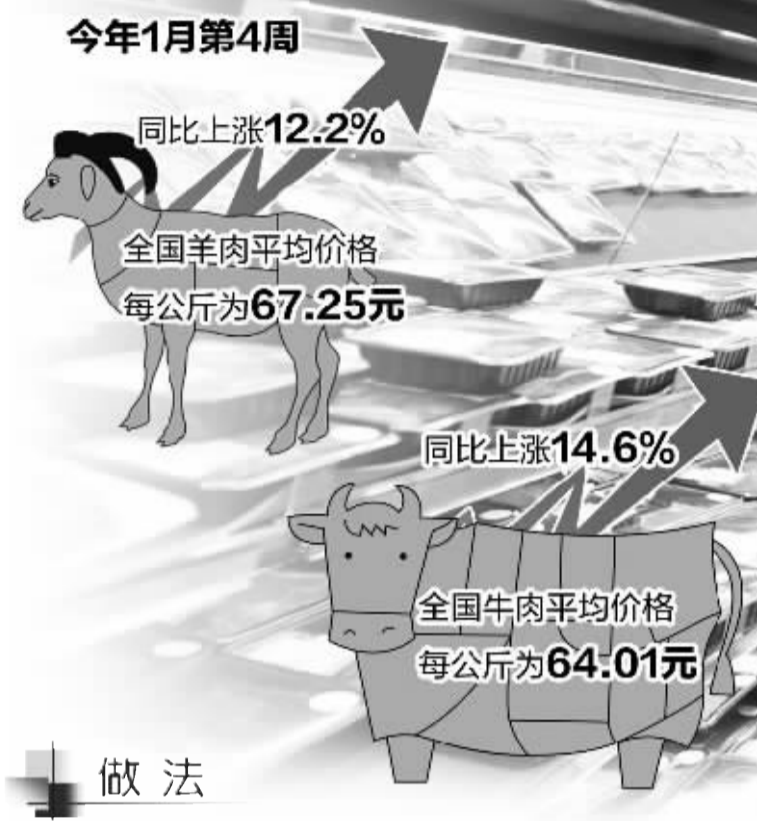 今年1月第4周
同比上涨12.2%
全国羊肉平均价格
每公斤为67.25元
同比上涨14.6%
全国牛肉平均价格
每公斤为64.01元
做法